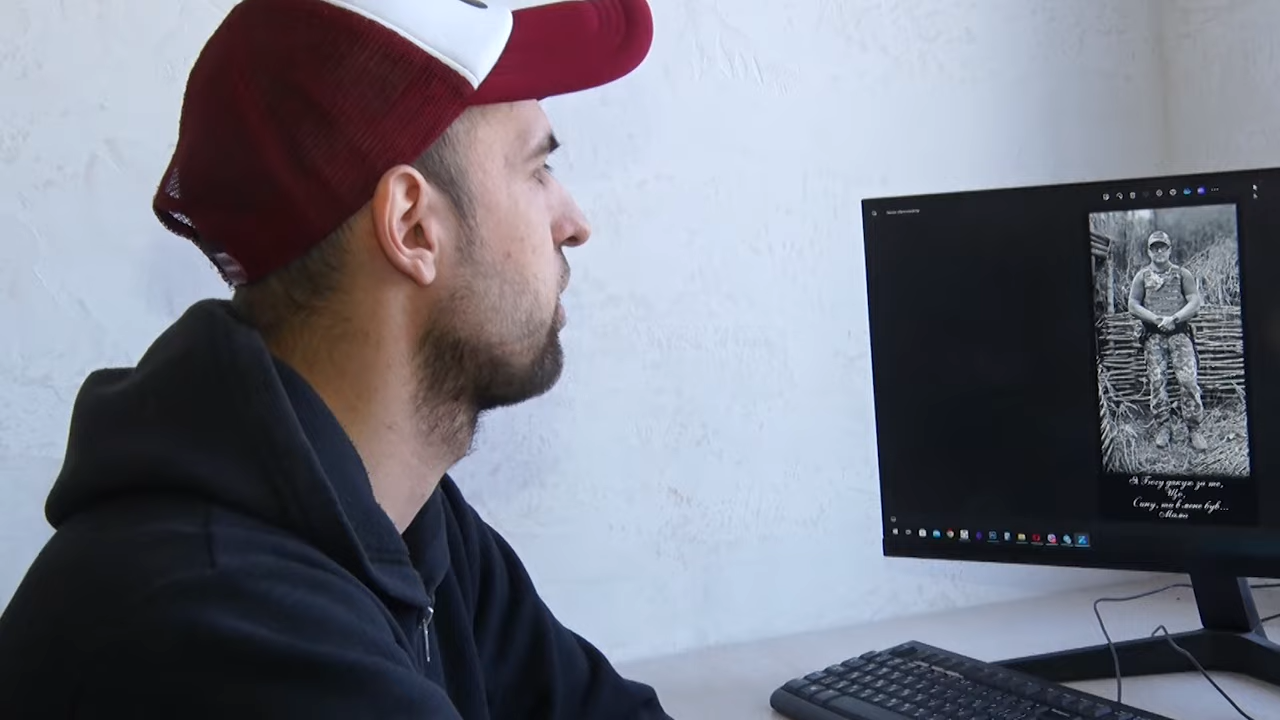 Я Богу дякую за те,
Що,
Сину, ти в мене був...
Мама